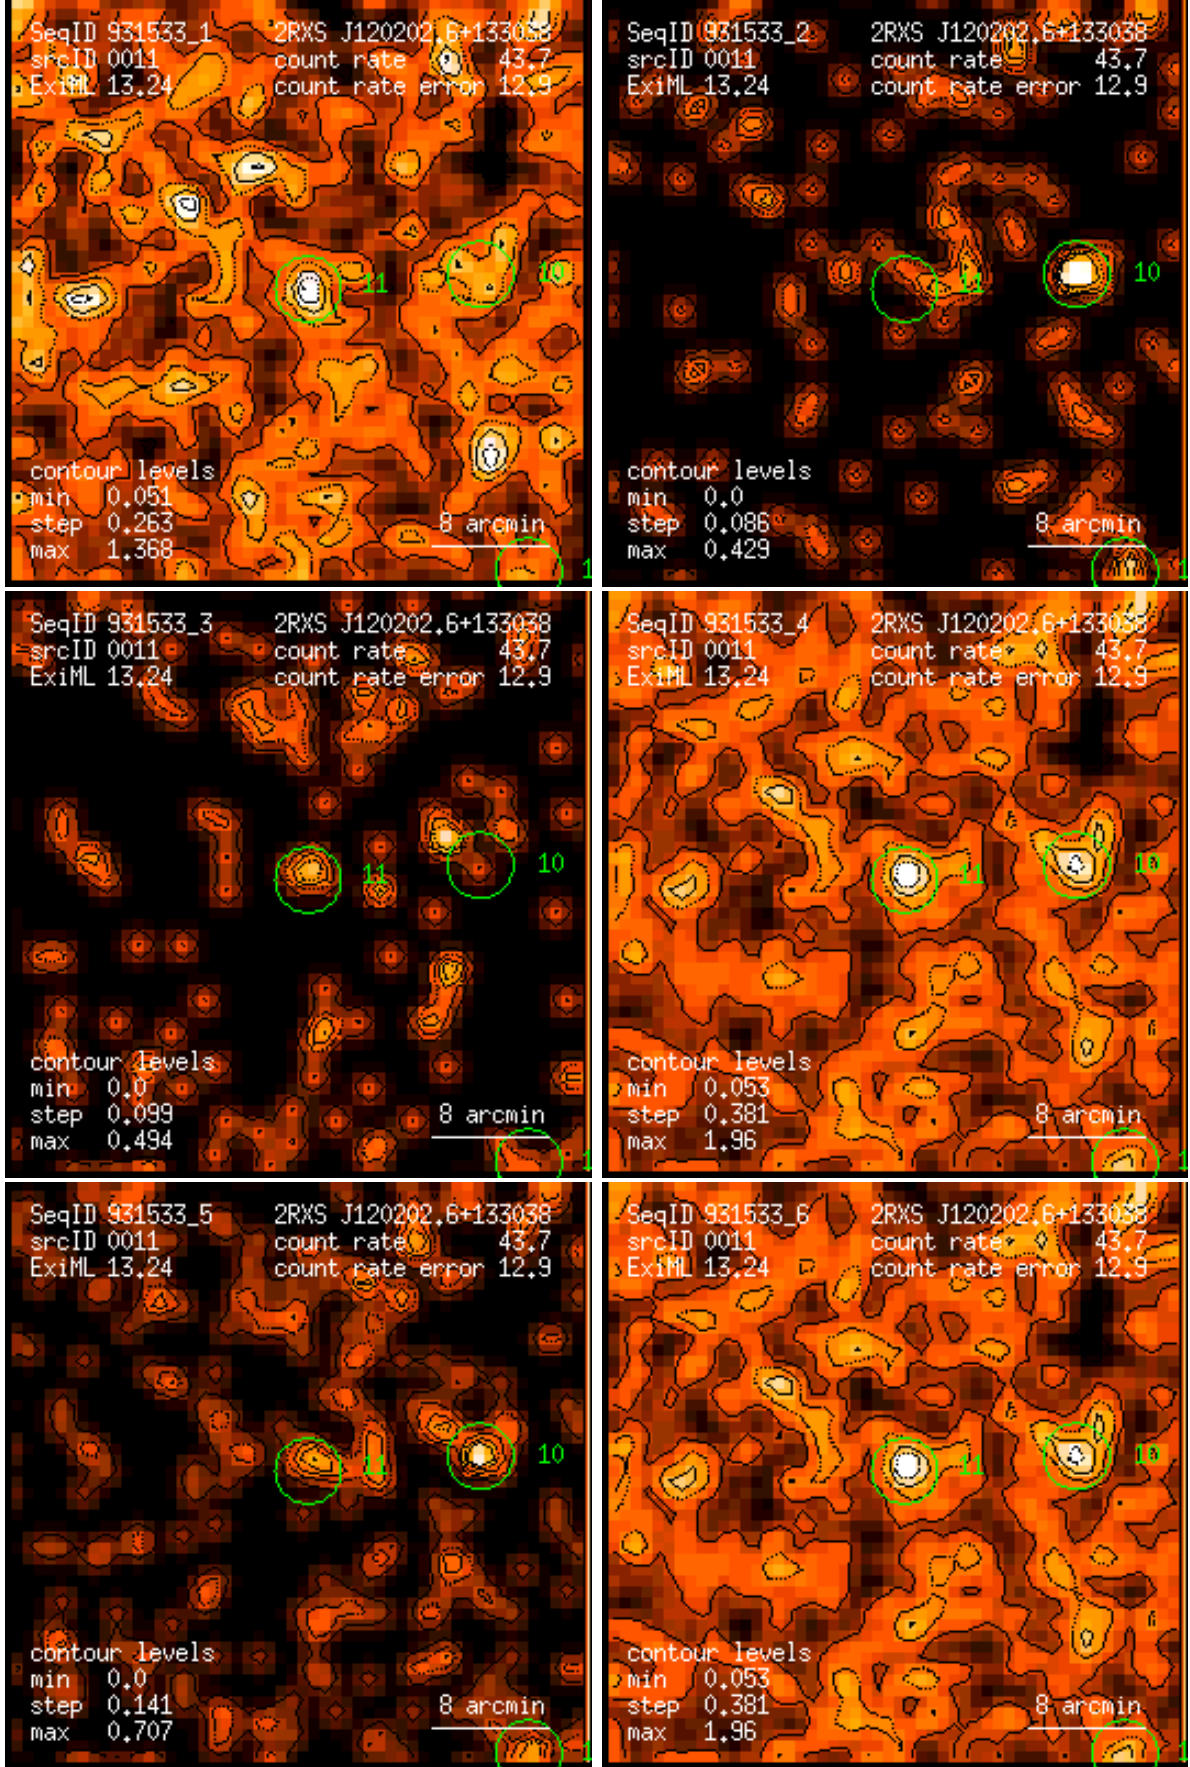 SeqID 931533_1 2RXS J120202.6+133038
srcID 0011 count rate 43.7
ExiML 13.24 count rate error 12.9
11 10
contour levels
min 0.051
step 0.263 8 arcmin
max 1.368
1
SeqID 931533_2 2RXS J120202.6+133038
srcID 0011 count rate 43.7
ExiML 13.24 count rate error 12.9
11 10
contour levels
min 0.0
step 0.086 8 arcmin
max 0.429
1
SeqID 931533_3 2RXS J120202.6+133038
srcID 0011 count rate 43.7
ExiML 13.24 count rate error 12.9
11 10
contour levels
min 0.0
step 0.099 8 arcmin
max 0.494
1
SeqID 931533_4 2RXS J120202.6+133038
srcID 0011 count rate 43.7
ExiML 13.24 count rate error 12.9
11 10
contour levels
min 0.053
step 0.381 8 arcmin
max 1.96
1
SeqID 931533_5 2RXS J120202.6+133038
srcID 0011 count rate 43.7
ExiML 13.24 count rate error 12.9
11 10
contour levels
min 0.0
step 0.141 8 arcmin
max 0.707
1
SeqID 931533_6 2RXS J120202.6+133038
srcID 0011 count rate 43.7
ExiML 13.24 count rate error 12.9
11 10
contour levels
min 0.053
step 0.381 8 arcmin
max 1.96
1